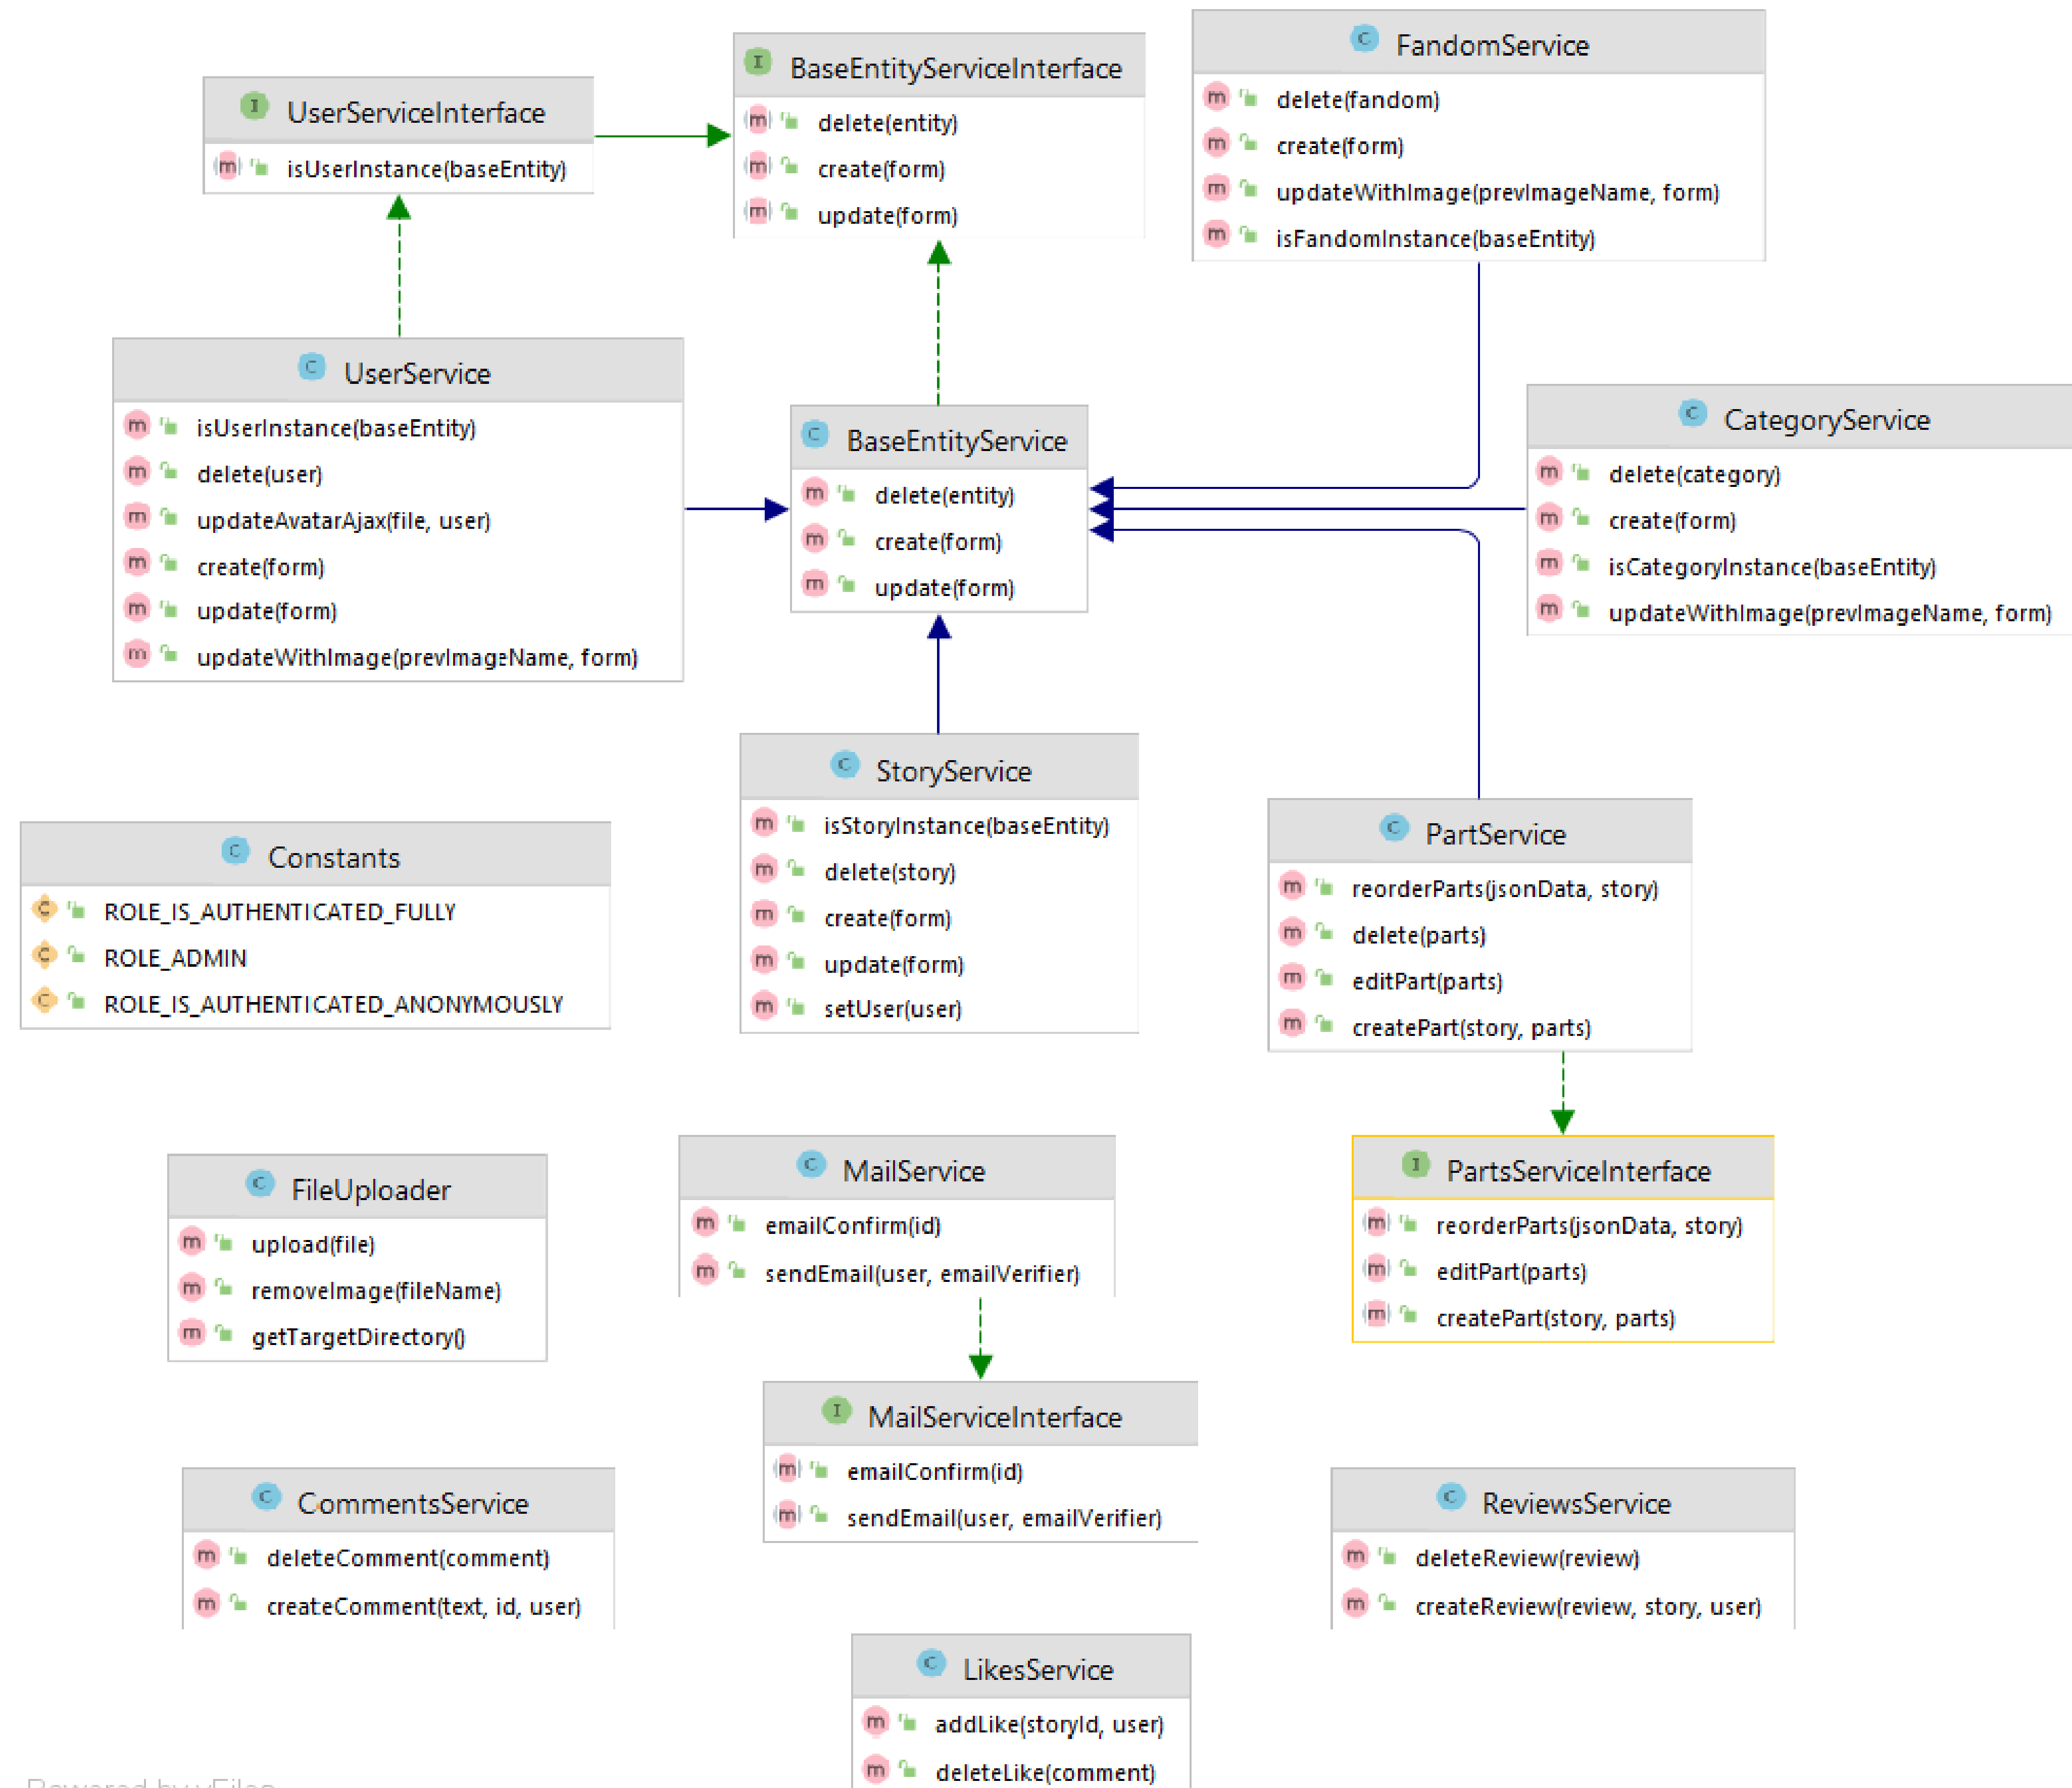 UserServiceInterface
isUserInstance(baseEntity)
BaseEntityServiceInterface
delete(entity)
create(form)
update(form)
FandomService
delete(fandom)
create(form)
updateWithImage(prevImageName, form)
isFandomInstance(baseEntity)
UserService
isUserInstance(baseEntity)
delete(user)
updateAvatarAjax(file, user)
create(form)
update(form)
updateWithImage(prevImageName, form)
BaseEntityService
delete(entity)
create(form)
update(form)
CategoryService
delete(category)
create(form)
isCategoryInstance(baseEntity)
updateWithImage(prevImageName, form)
StoryService
isStoryInstance(baseEntity)
delete(story)
create(form)
update(form)
setUser(user)
Constants
ROLE_IS_AUTHENTICATED_FULLY
ROLE_ADMIN
ROLE_IS_AUTHENTICATED_ANONYMOUSLY
PartService
reorderParts(jsonData, story)
delete(parts)
editPart(parts)
createPart(story, parts)
FileUploader
upload(file)
removeImage(fileName)
getTargetDirectory()
MailService
emailConfirm(id)
sendEmail(user, emailVerifier)
PartsServiceInterface
reorderParts(jsonData, story)
editPart(parts)
createPart(story, parts)
MailServiceInterface
emailConfirm(id)
sendEmail(user, emailVerifier)
CommentsService
deleteComment(comment)
createComment(text, id, user)
ReviewsService
deleteReview(review)
createReview(review, story, user)
LikesService
addLike(storyId, user)
deleteLike(comment)
Powered by yFiles